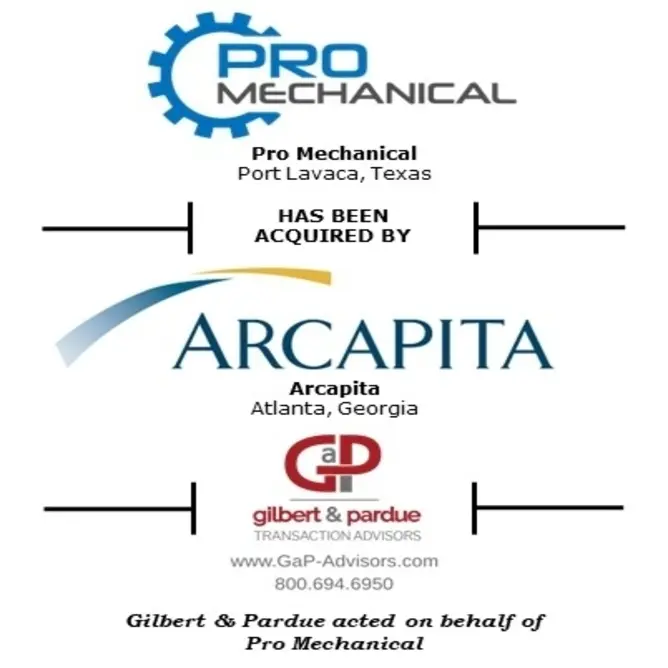 PRO
MECHANICAL
Pro Mechanical
Port Lavaca, Texas
HAS BEEN
ACQUIRED BY
ARCAPITA
Arcapita
Atlanta, Georgia
GaP
gilbert & pardue
TRANSACTION ADVISORS
www.GaP-Advisors.com
800.694.6950
Gilbert & Pardue acted on behalf of
Pro Mechanical